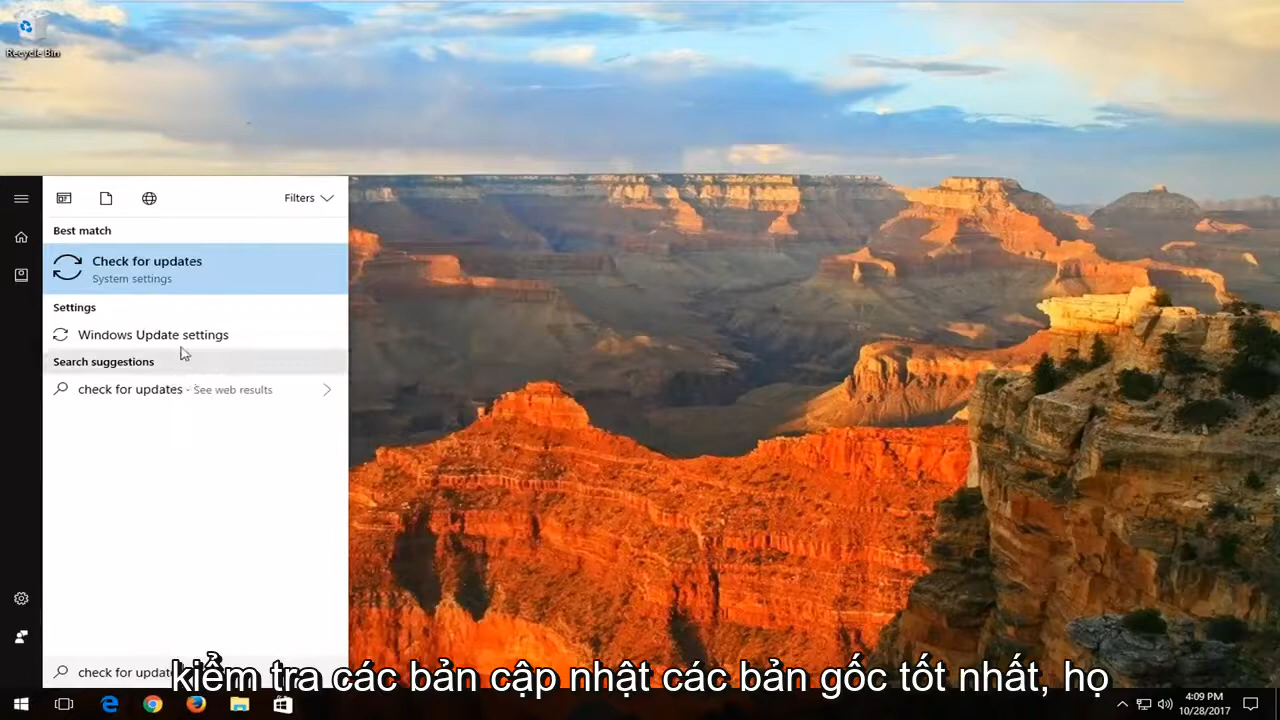 Recycle Bin
Filters
Best match
Check for updates
System settings
Settings
Windows Update settings
Search suggestions
check for updates - See web results
check for updat
kiểm tra các bản cập nhật các bản gốc tốt nhất, họ
4:09 PM
10/28/2017